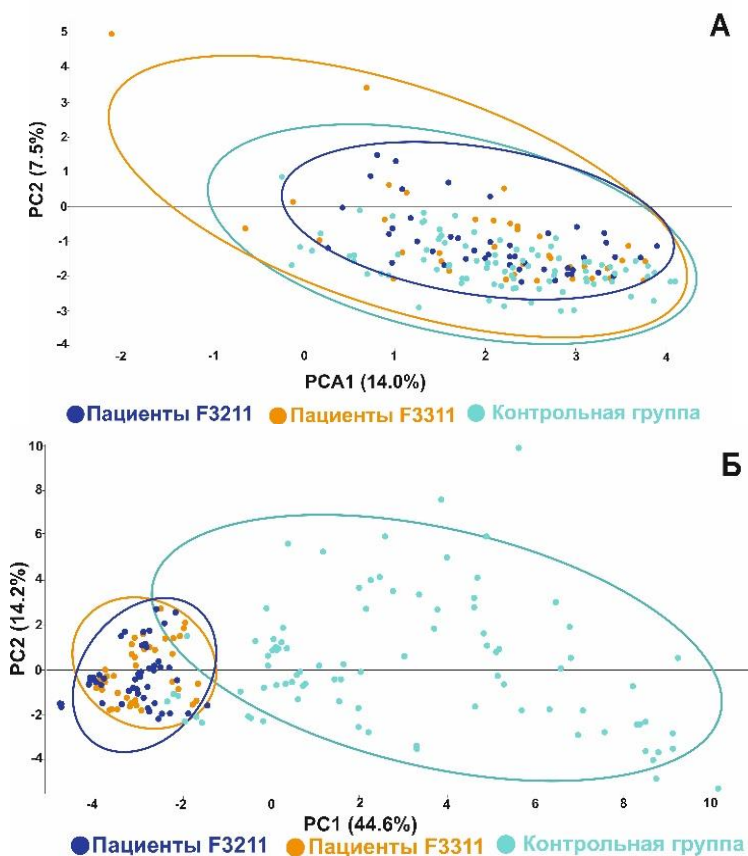 А
5
4
3
2
1
0
-1
-2
-3
-4
PC2 (7.5%)
-2 -1 0 1 2 3 4
PCA1 (14.0%)
Пациенты F3211 Пациенты F3311 Контрольная группа
Б
10
8
6
4
2
0
-2
-4
PC2 (14.2%)
-4 -2 0 2 4 6 8 10
PC1 (44.6%)
Пациенты F3211 Пациенты F3311 Контрольная группа